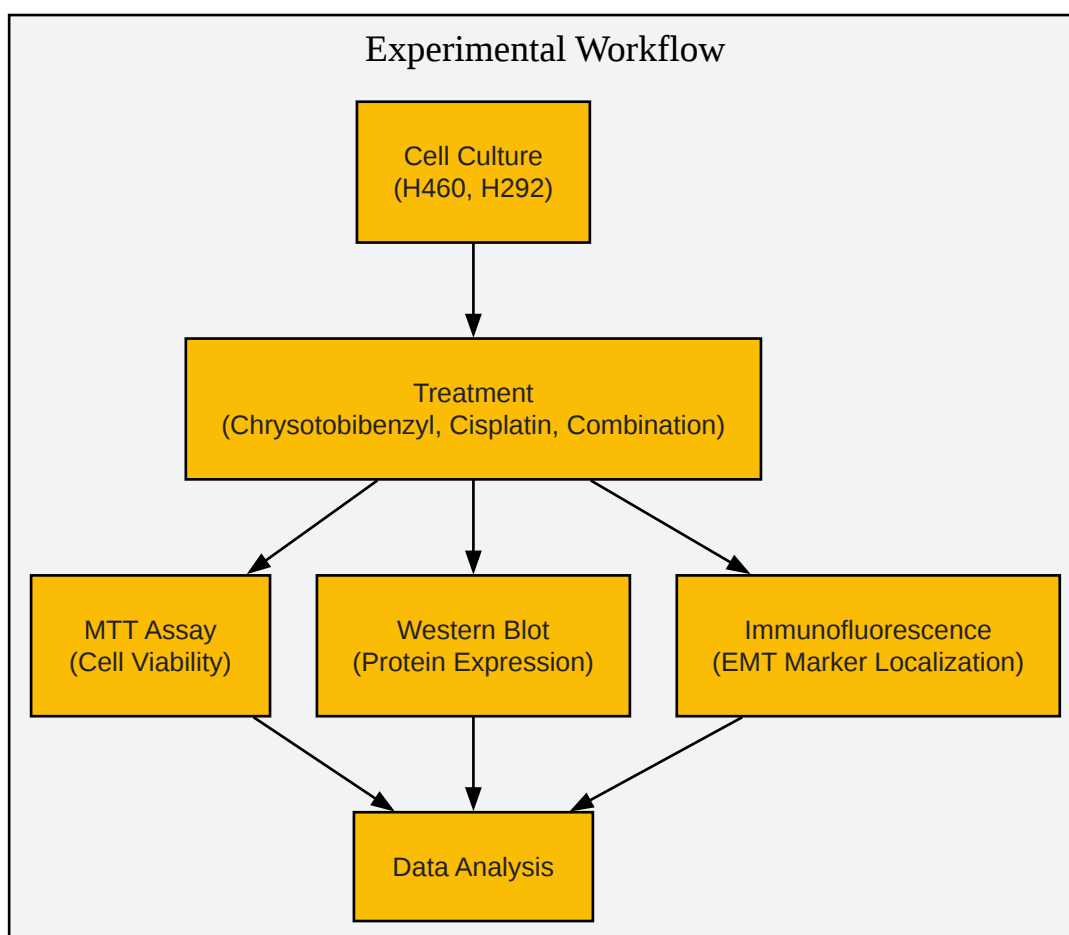 Experimental Workflow
Cell Culture
(H460, H292)
Treatment
(Chrysotobibenzyl, Cisplatin, Combination)
MTT Assay
(Cell Viability)
Western Blot
(Protein Expression)
Immunofluorescence
(EMT Marker Localization)
Data Analysis